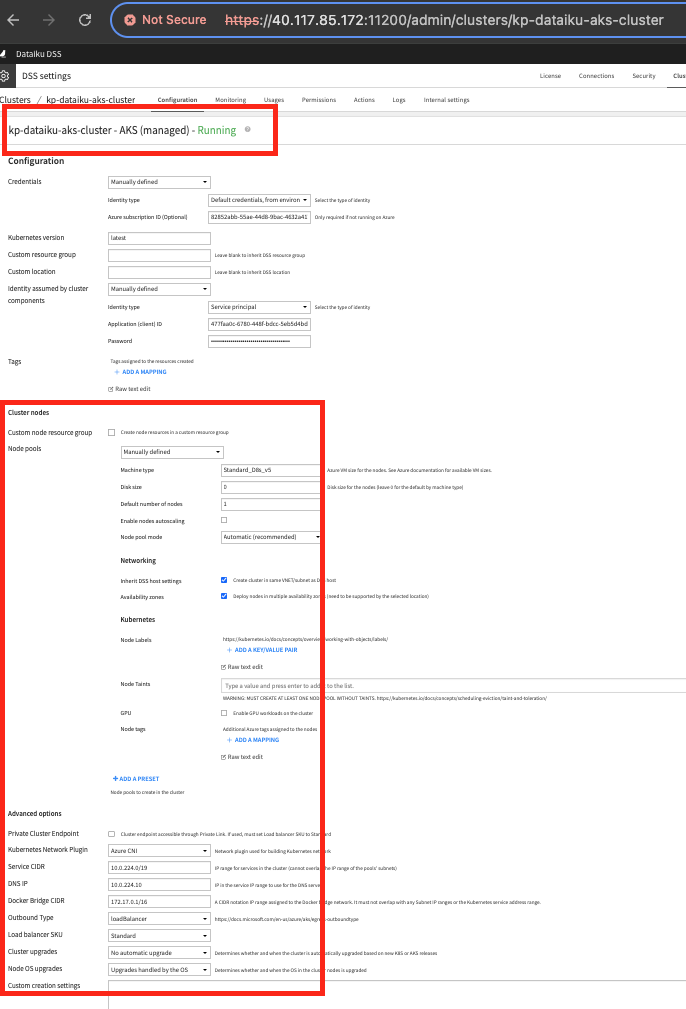 Not Secure https://40.117.85.172:11200/admin/clusters/kp-dataiku-aks-cluster
Dataiku DSS
DSS settings License Connections Security Clus
Clusters / kp-dataiku-aks-cluster Configuration Monitoring Usages Permissions Actions Logs Internal settings
kp-dataiku-aks-cluster - AKS (managed) - Running
Configuration
Credentials Manually defined
Identity type Default credentials, from environ Select the type of identity
Azure subscription ID (Optional) 82852abb-55ae-44d8-9bac-4632a41 Only required if not running on Azure
Kubernetes version latest
Custom resource group Leave blank to inherit DSS resource group
Custom location Leave blank to inherit DSS location
Identity assumed by cluster components Manually defined
Identity type Service principal Select the type of identity
Application (client) ID 477faa0c-6780-448f-bdcc-5eb5d4bd
Password
Tags Tags assigned to the resources created
+ ADD A MAPPING
Raw text edit
Cluster nodes
Custom node resource group Create node resources in a custom resource group
Node pools Manually defined
Machine type Standard_D8s_v5 Azure VM size for the nodes. See Azure documentation for available VM sizes.
Disk size 0 Disk size for the nodes (leave 0 for the default by machine type)
Default number of nodes 1
Enable nodes autoscaling
Node pool mode Automatic (recommended)
Networking
Inherit DSS host settings Create cluster in same VNET/subnet as DSS host
Availability zones Deploy nodes in multiple availability zones (need to be supported by the selected location)
Kubernetes
Node Labels https://kubernetes.io/docs/concepts/overview/working-with-objects/labels/
+ ADD A KEY/VALUE PAIR
Raw text edit
Node Taints Type a value and press enter to add to the list.
WARNING: MUST CREATE AT LEAST ONE NODE POOL WITHOUT TAINTS. https://kubernetes.io/docs/concepts/scheduling-eviction/taint-and-toleration/
GPU Enable GPU workloads on the cluster
Node tags Additional Azure tags assigned to the nodes
+ ADD A MAPPING
Raw text edit
+ ADD A PRESET
Node pools to create in the cluster
Advanced options
Private Cluster Endpoint Cluster endpoint accessible through Private Link. If used, must set Load balancer SKU to Standard
Kubernetes Network Plugin Azure CNI Network plugin used for building Kubernetes network
Service CIDR 10.0.224.0/19 IP range for services in the cluster (cannot overlap the IP range of the pools' subnets)
DNS IP 10.0.224.10 IP in the service IP range to use for the DNS server
Docker Bridge CIDR 172.17.0.1/16 A CIDR notation IP range assigned to the Docker bridge network. It must not overlap with any Subnet IP ranges or the Kubernetes service address range.
Outbound Type loadBalancer https://docs.microsoft.com/en-us/azure/aks/egress-outboundtype
Load balancer SKU Standard
Cluster upgrades No automatic upgrade Determines whether and when the cluster is automatically upgraded based on new K8S or AKS releases
Node OS upgrades Upgrades handled by the OS Determines whether and when the OS in the cluster nodes is upgraded
Custom creation settings